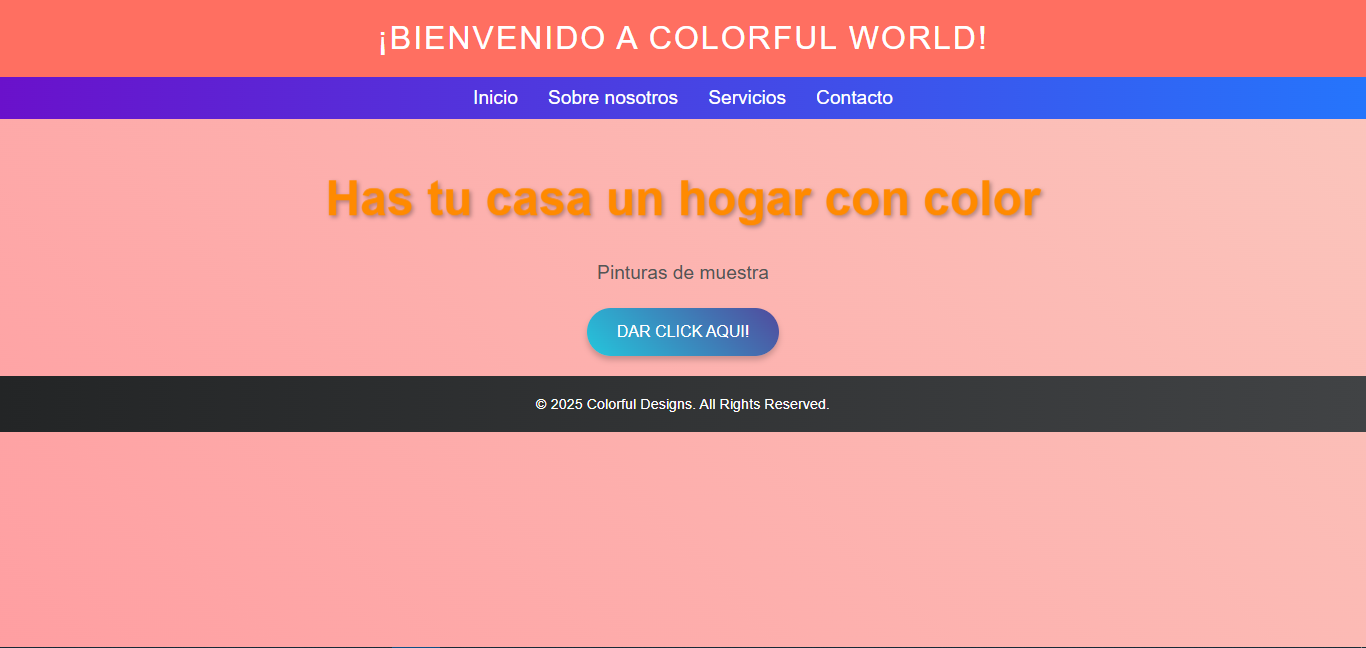 ¡BIENVENIDO A COLORFUL WORLD!
Inicio Sobre nosotros Servicios Contacto
Has tu casa un hogar con color
Pinturas de muestra
DAR CLICK AQUI!
© 2025 Colorful Designs. All Rights Reserved.